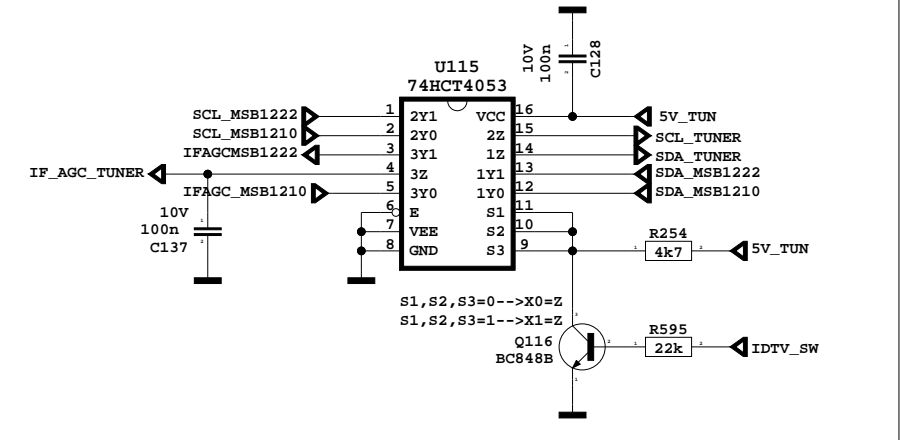 10V
100n
C128
U115
74HCT4053
SCL_MSB1222 1 2Y1 VCC 16 5V_TUN
SCL_MSB1210 2 2Y0 2Z 15 SCL_TUNER
IFAGCMSB1222 3 3Y1 1Z 14 SDA_TUNER
IF_AGC_TUNER 4 3Z 1Y1 13 SDA_MSB1222
IFAGC_MSB1210 5 3Y0 1Y0 12 SDA_MSB1210
6 E S1 11
7 VEE S2 10
8 GND S3 9
10V
100n
C137
R254
4k7
5V_TUN
S1,S2,S3=0-->X0=Z
S1,S2,S3=1-->X1=Z
Q116
BC848B
R595
22k
IDTV_SW